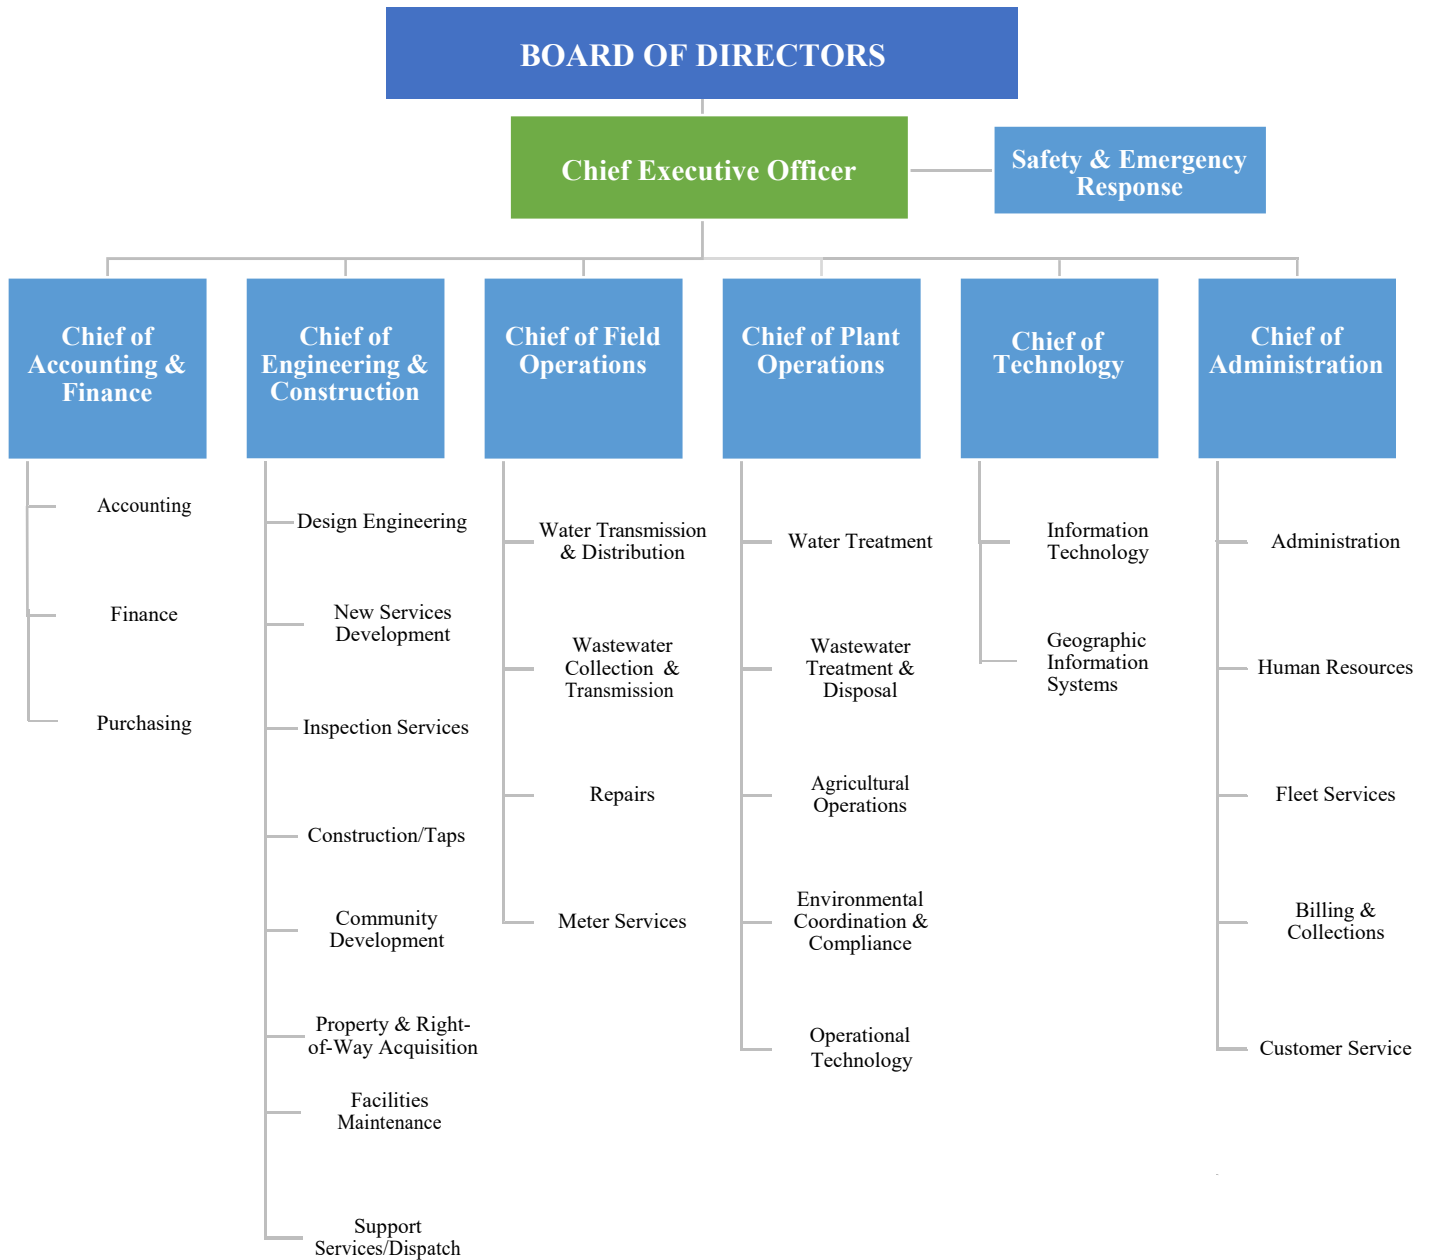 BOARD OF DIRECTORS
Chief Executive Officer
Safety & Emergency
Response
Chief of
Accounting &
Finance
Accounting
Finance
Purchasing
Chief of
Engineering &
Construction
Design Engineering
New Services
Development
Inspection Services
Construction/Taps
Community
Development
Property & Right-
of-Way Acquisition
Facilities
Maintenance
Support
Services/Dispatch
Chief of Field
Operations
Water Transmission
& Distribution
Wastewater
Collection &
Transmission
Repairs
Meter Services
Chief of Plant
Operations
Water Treatment
Wastewater
Treatment &
Disposal
Agricultural
Operations
Environmental
Coordination &
Compliance
Operational
Technology
Chief of
Technology
Information
Technology
Geographic
Information
Systems
Chief of
Administration
Administration
Human Resources
Fleet Services
Billing &
Collections
Customer Service